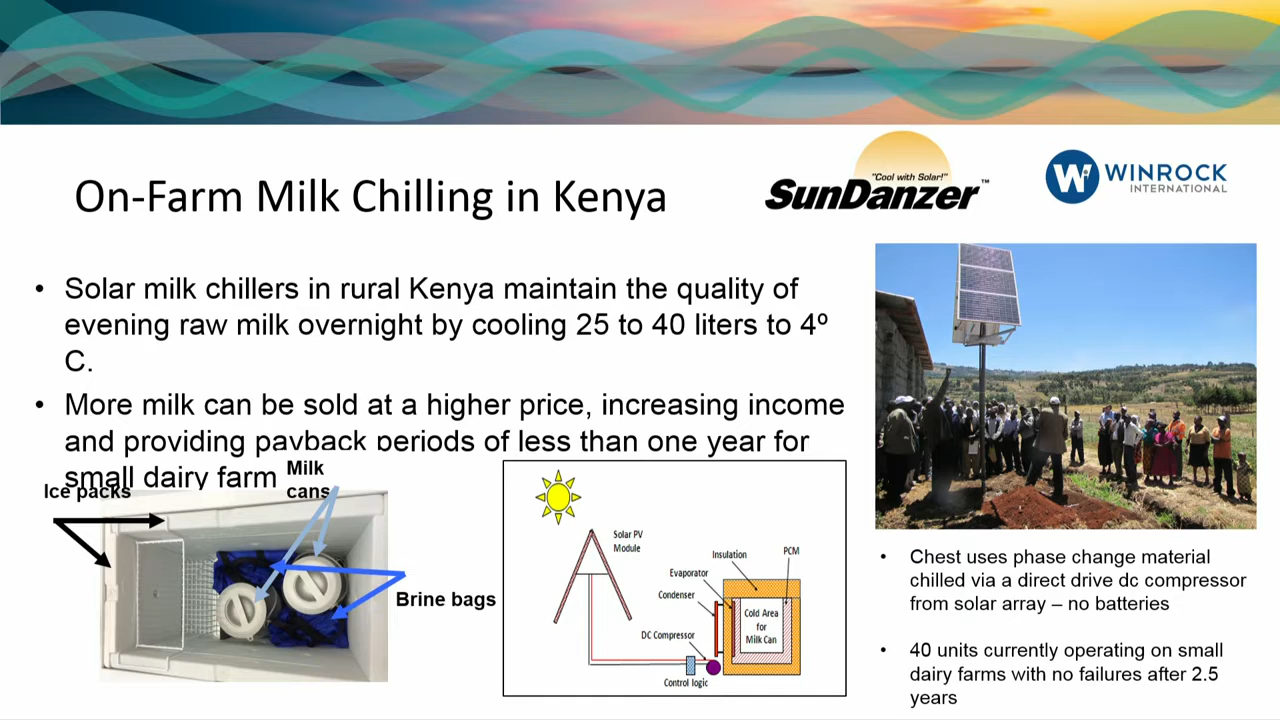 "Cool with Solar!"
SunDanzer™
WINROCK
INTERNATIONAL
On-Farm Milk Chilling in Kenya
• Solar milk chillers in rural Kenya maintain the quality of
evening raw milk overnight by cooling 25 to 40 liters to 4º
C.
• More milk can be sold at a higher price, increasing income
and providing payback periods of less than one year for
small dairy farm
Ice packs
Milk
cans
Brine bags
Solar PV
Module
Insulation
PCM
Evaporator
Condenser
Cold Area
for
Milk Can
DC Compressor
Control logic
• Chest uses phase change material
chilled via a direct drive dc compressor
from solar array – no batteries
• 40 units currently operating on small
dairy farms with no failures after 2.5
years